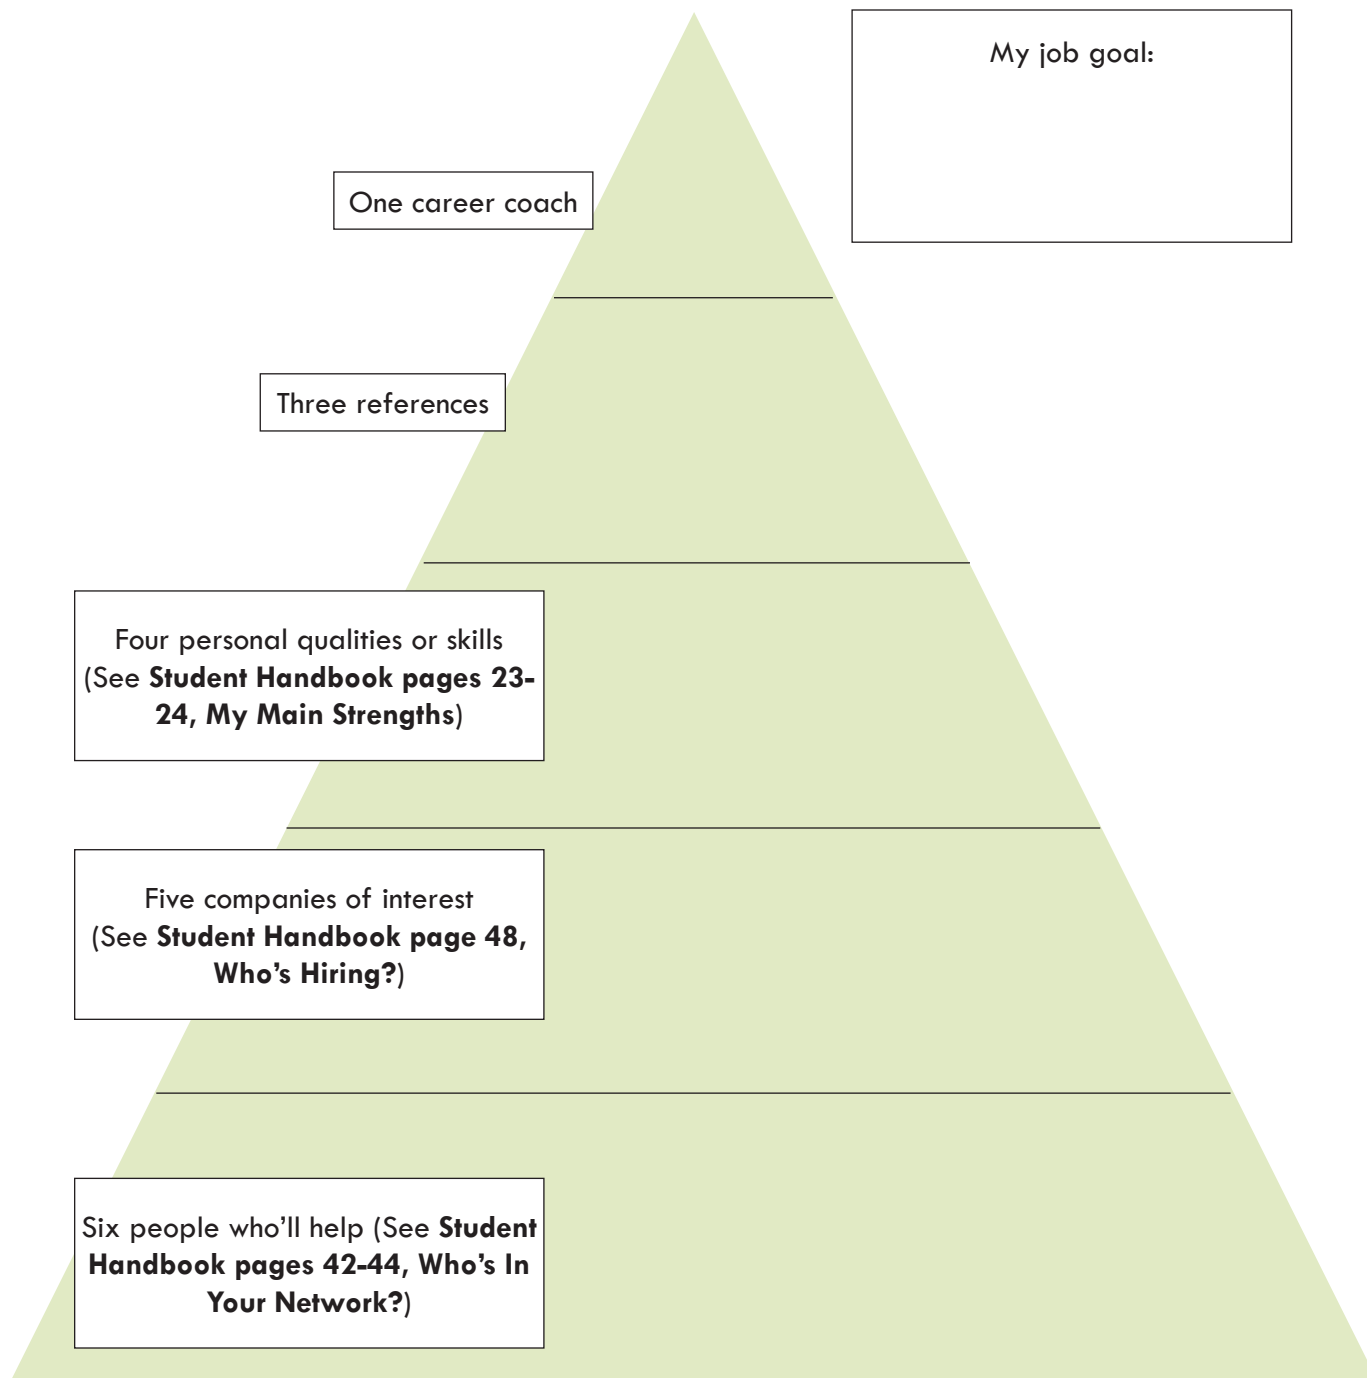 My job goal:
One career coach
Three references
Four personal qualities or skills
(See Student Handbook pages 23-
24, My Main Strengths)
Five companies of interest
(See Student Handbook page 48,
Who’s Hiring?)
Six people who’ll help (See Student
Handbook pages 42-44, Who’s In
Your Network?)